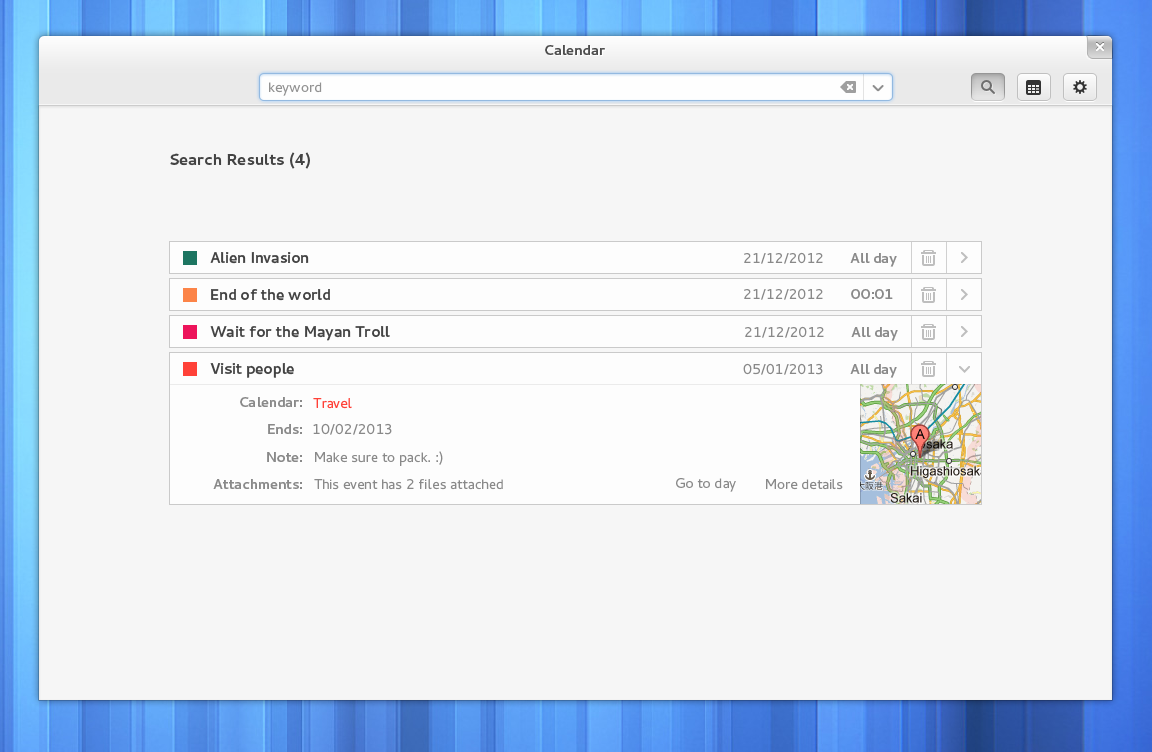 Calendar
keyword
Search Results (4)
Alien Invasion 21/12/2012 All day
End of the world 21/12/2012 00:01
Wait for the Mayan Troll 21/12/2012 All day
Visit people 05/01/2013 All day
Calendar: Travel
Ends: 10/02/2013
Note: Make sure to pack. :)
Attachments: This event has 2 files attached Go to day More details
A
saka
Higashiosak
大阪港
Sakai